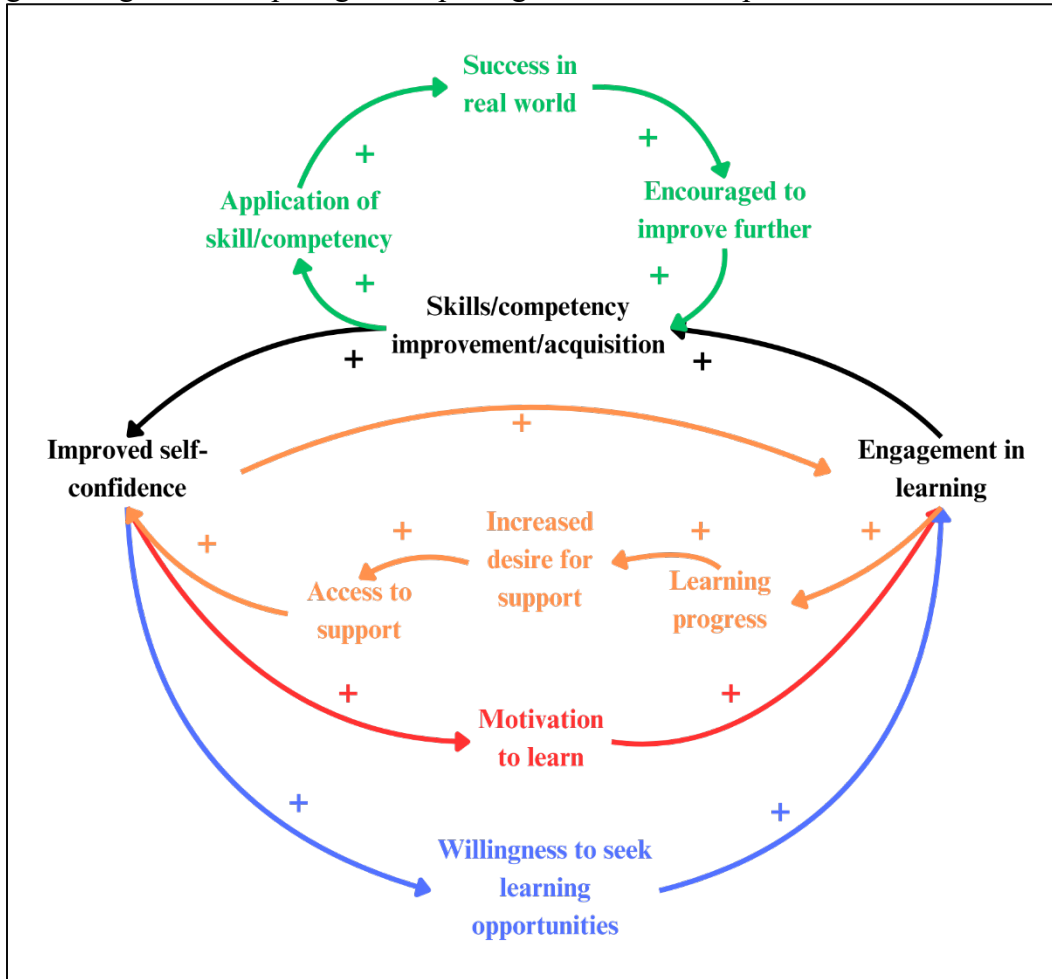 Success in
real world
+
+
Application of
skill/competency
Encouraged to
improve further
+
+
Skills/competency
improvement/acquisition
+
+
+
Improved self-
confidence
Engagement in
learning
+
+
+
+
Increased
desire for
support
Access to
support
Learning
progress
+
+
Motivation
to learn
+
+
Willingness to seek
learning
opportunities